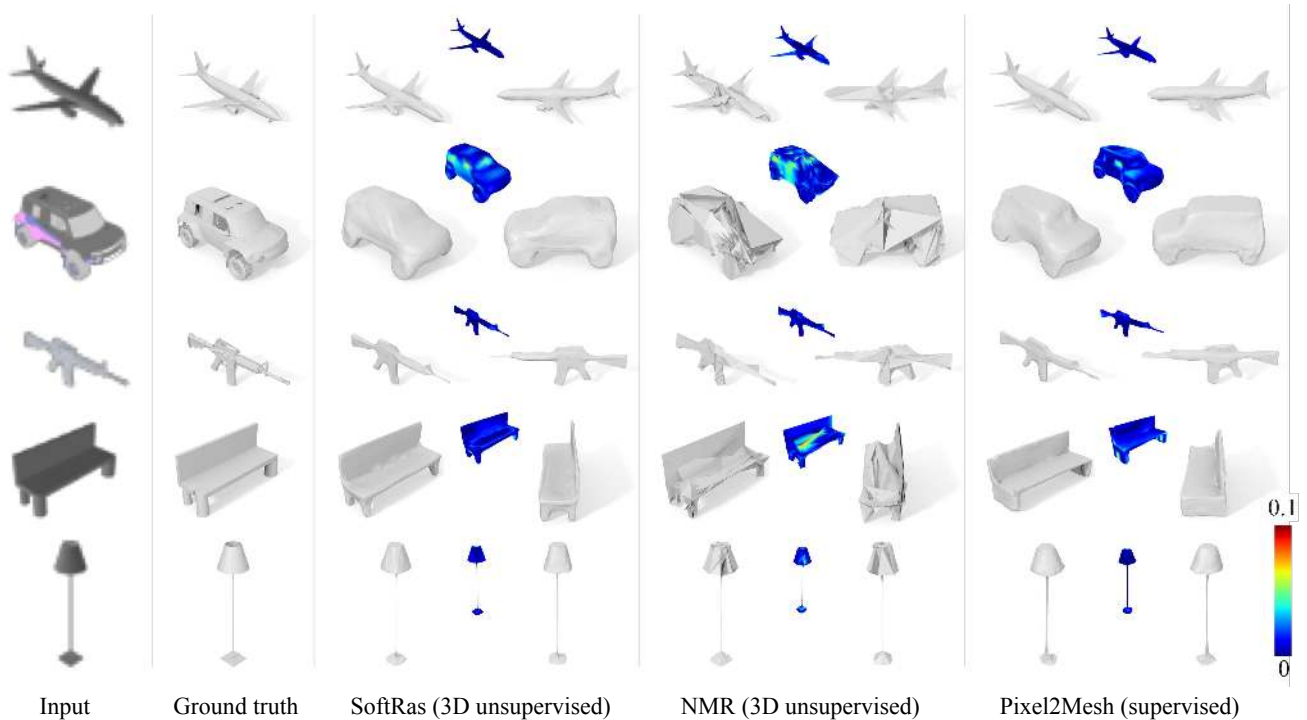 0.1
0
Input Ground truth SoftRas (3D unsupervised) NMR (3D unsupervised) Pixel2Mesh (supervised)